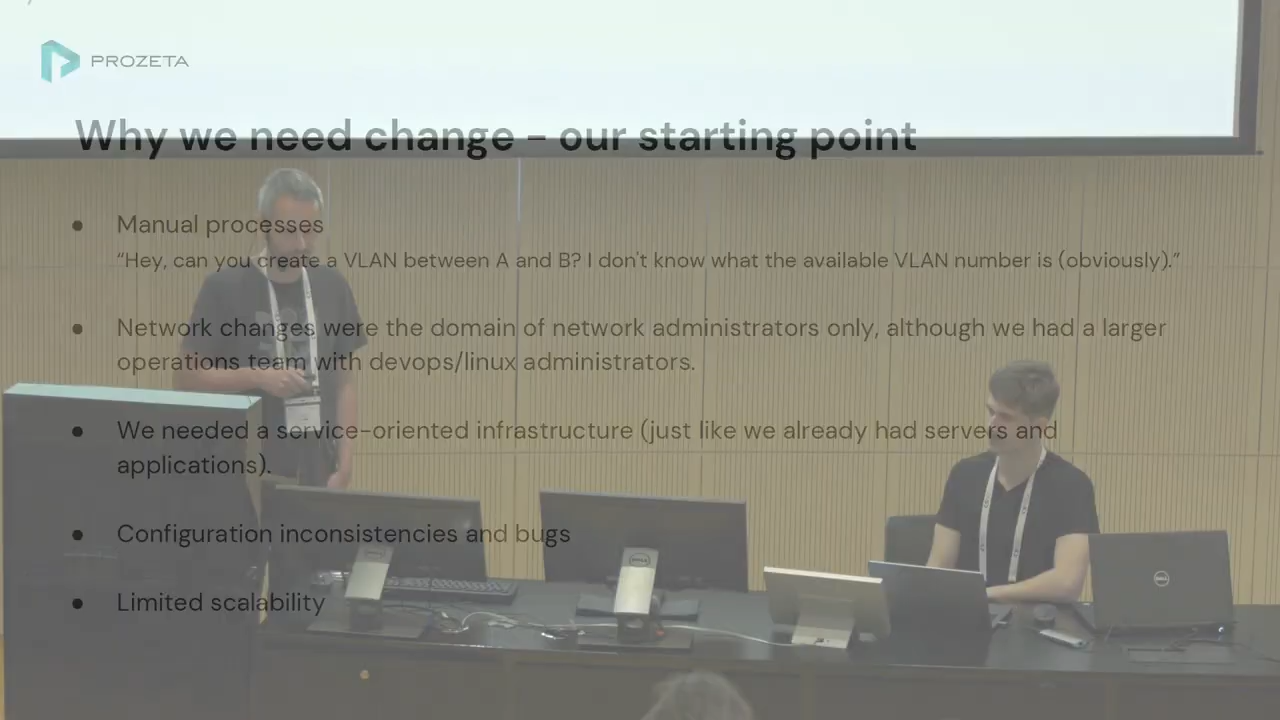 PROZETA
Why we need change - our starting point
● Manual processes
“Hey, can you create a VLAN between A and B? I don't know what the available VLAN number is (obviously).”
● Network changes were the domain of network administrators only, although we had a larger
operations team with devops/linux administrators.
● We needed a service-oriented infrastructure (just like we already had servers and
applications).
● Configuration inconsistencies and bugs
● Limited scalability
DELL
DELL
DELL